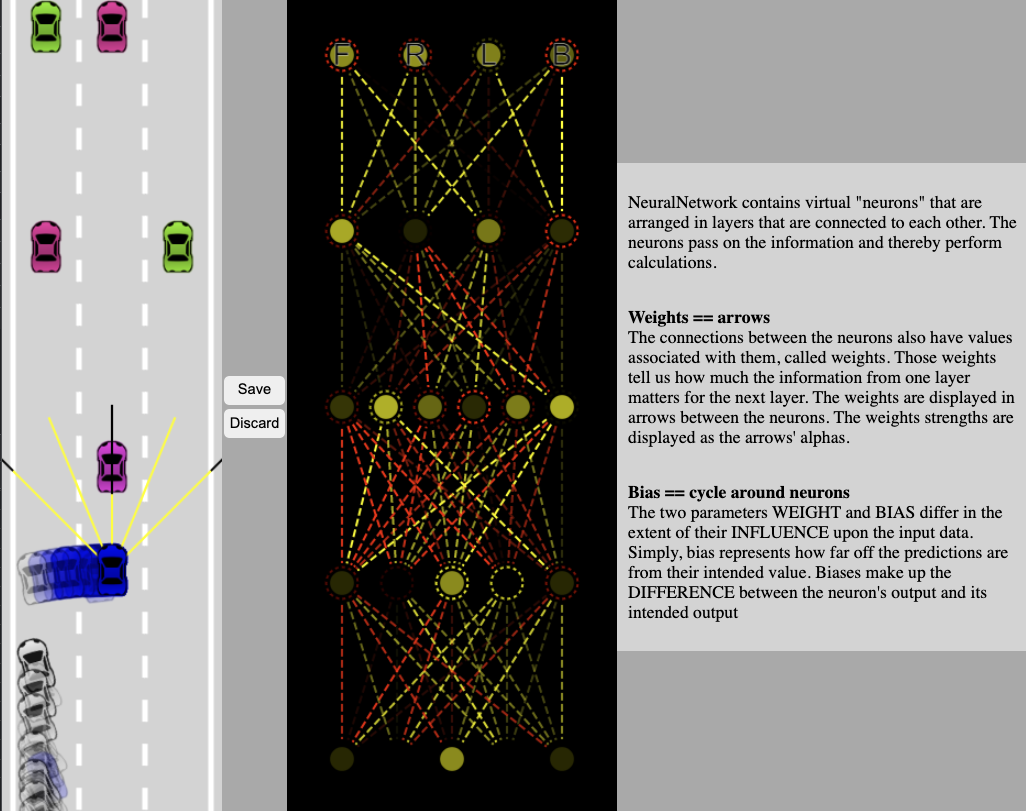 F R L B
Save
Discard
NeuralNetwork contains virtual "neurons" that are
arranged in layers that are connected to each other. The
neurons pass on the information and thereby perform
calculations.
Weights == arrows
The connections between the neurons also have values
associated with them, called weights. Those weights
tell us how much the information from one layer
matters for the next layer. The weights are displayed in
arrows between the neurons. The weights strengths are
displayed as the arrows' alphas.
Bias == cycle around neurons
The two parameters WEIGHT and BIAS differ in the
extent of their INFLUENCE upon the input data.
Simply, bias represents how far off the predictions are
from their intended value. Biases make up the
DIFFERENCE between the neuron's output and its
intended output